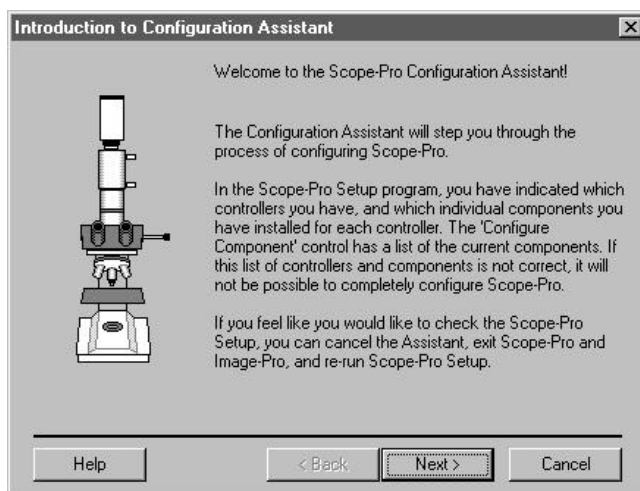 Introduction to Configuration Assistant
Welcome to the Scope-Pro Configuration Assistant!
The Configuration Assistant will step you through the
process of configuring Scope-Pro.
In the Scope-Pro Setup program, you have indicated which
controllers you have, and which individual components you
have installed for each controller. The 'Configure
Component' control has a list of the current components. If
this list of controllers and components is not correct, it will
not be possible to completely configure Scope-Pro.
If you feel like you would like to check the Scope-Pro
Setup, you can cancel the Assistant, exit Scope-Pro and
Image-Pro, and re-run Scope-Pro Setup.
Help
< Back
Next >
Cancel